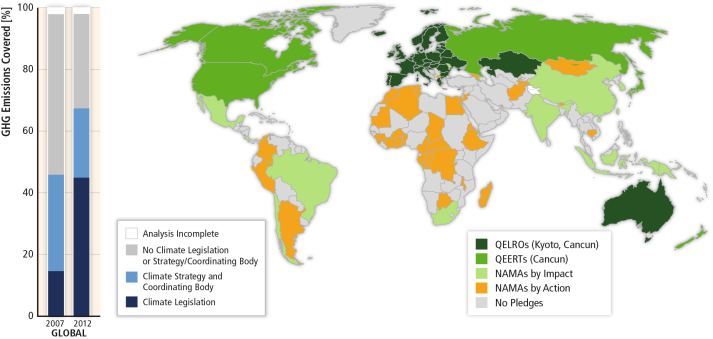 GHG Emissions Covered [%]
100
80
60
40
20
0
2007 2012
GLOBAL
Analysis Incomplete
No Climate Legislation
or Strategy/Coordinating Body
Climate Strategy and
Coordinating Body
Climate Legislation
QELROs (Kyoto, Cancun)
QEERTs (Cancun)
NAMAs by Impact
NAMAs by Action
No Pledges